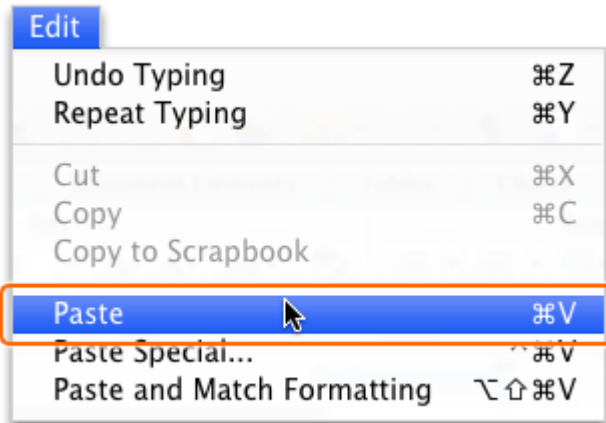 Edit
Undo Typing ⌘Z
Repeat Typing ⌘Y
Cut ⌘X
Copy ⌘C
Copy to Scrapbook
Paste ⌘V
Paste Special... ^⌘V
Paste and Match Formatting ⌥⇧⌘V